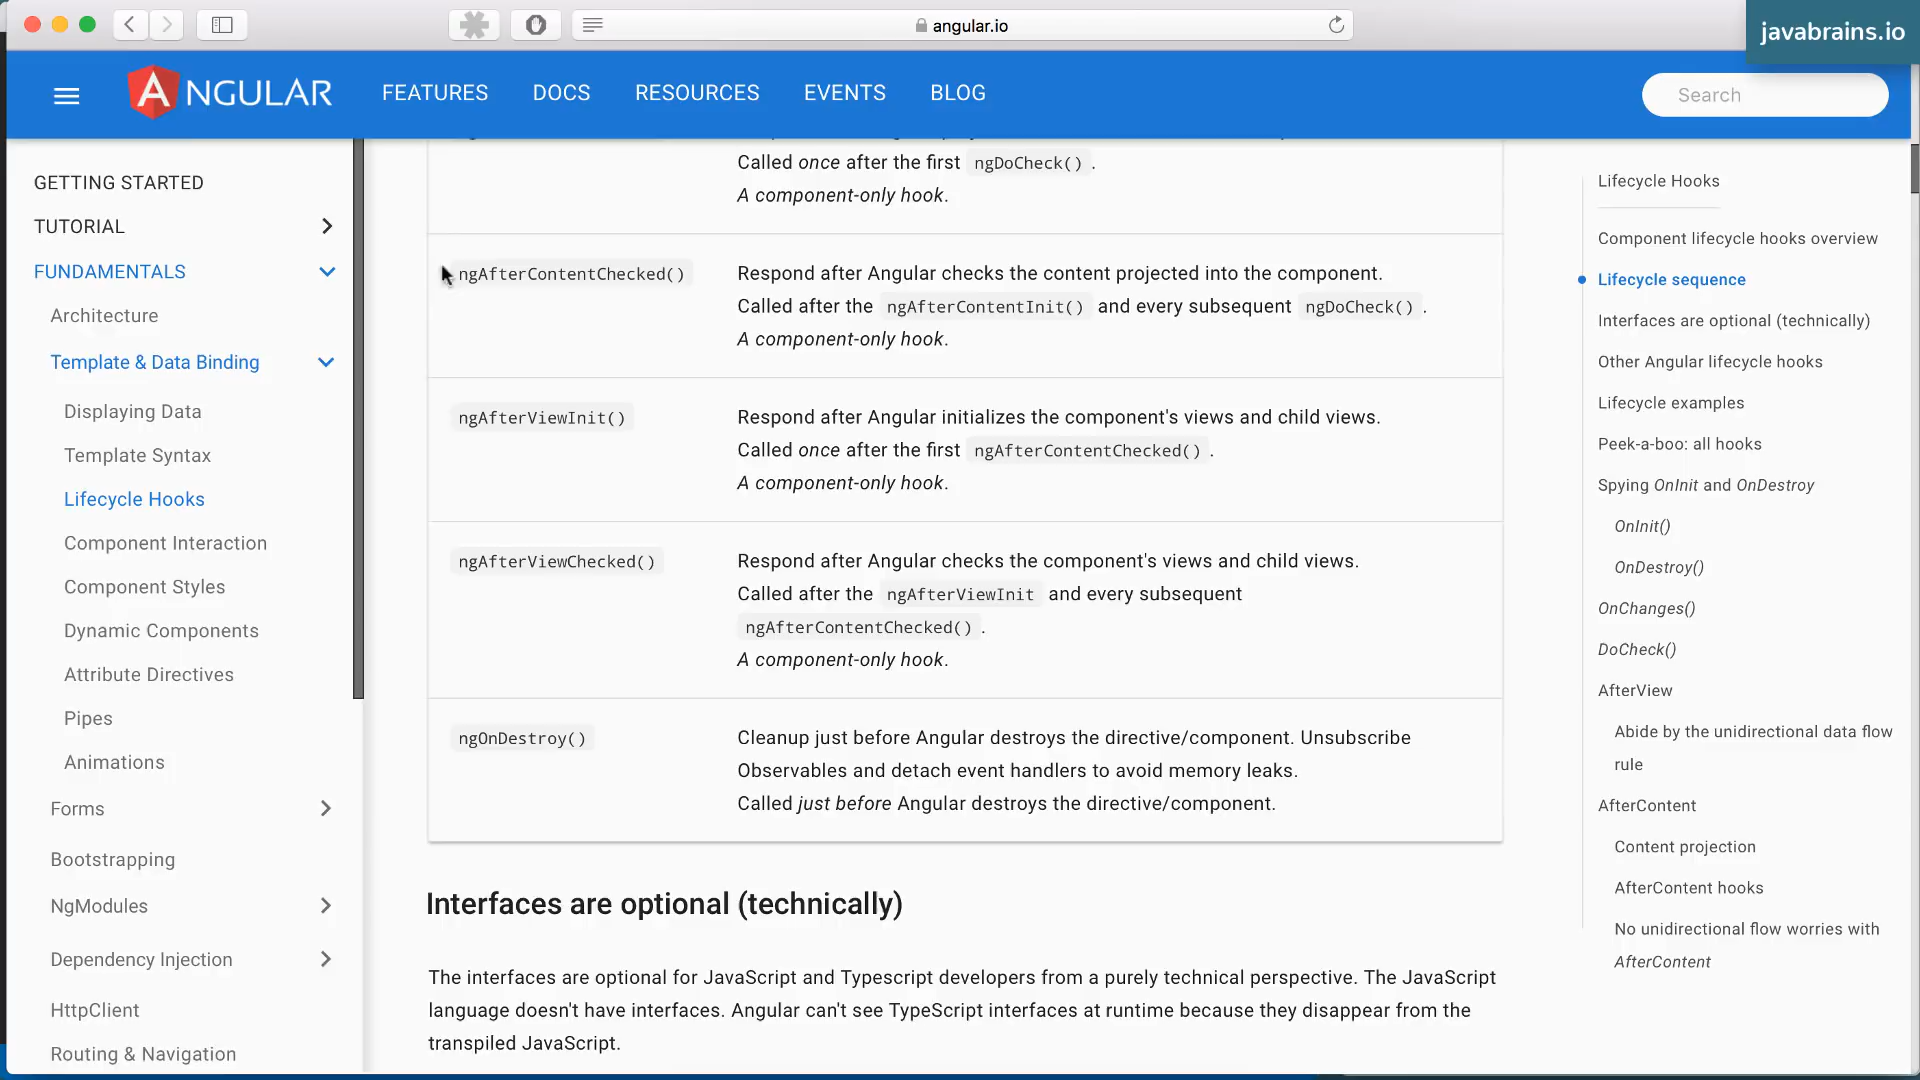 angular.io
javabrains.io
ANGULAR
FEATURES
DOCS
RESOURCES
EVENTS
BLOG
Search
GETTING STARTED
TUTORIAL
FUNDAMENTALS
Architecture
Template & Data Binding
Displaying Data
Template Syntax
Lifecycle Hooks
Component Interaction
Component Styles
Dynamic Components
Attribute Directives
Pipes
Animations
Forms
Bootstrapping
NgModules
Dependency Injection
HttpClient
Routing & Navigation
Called once after the first ngDoCheck() .
A component-only hook.
ngAfterContentChecked()
Respond after Angular checks the content projected into the component.
Called after the ngAfterContentInit() and every subsequent ngDoCheck() .
A component-only hook.
ngAfterViewInit()
Respond after Angular initializes the component's views and child views.
Called once after the first ngAfterContentChecked() .
A component-only hook.
ngAfterViewChecked()
Respond after Angular checks the component's views and child views.
Called after the ngAfterViewInit and every subsequent
ngAfterContentChecked() .
A component-only hook.
ngOnDestroy()
Cleanup just before Angular destroys the directive/component. Unsubscribe
Observables and detach event handlers to avoid memory leaks.
Called just before Angular destroys the directive/component.
Interfaces are optional (technically)
The interfaces are optional for JavaScript and Typescript developers from a purely technical perspective. The JavaScript
language doesn't have interfaces. Angular can't see TypeScript interfaces at runtime because they disappear from the
transpiled JavaScript.
Lifecycle Hooks
Component lifecycle hooks overview
Lifecycle sequence
Interfaces are optional (technically)
Other Angular lifecycle hooks
Lifecycle examples
Peek-a-boo: all hooks
Spying OnInit and OnDestroy
OnInit()
OnDestroy()
OnChanges()
DoCheck()
AfterView
Abide by the unidirectional data flow
rule
AfterContent
Content projection
AfterContent hooks
No unidirectional flow worries with
AfterContent